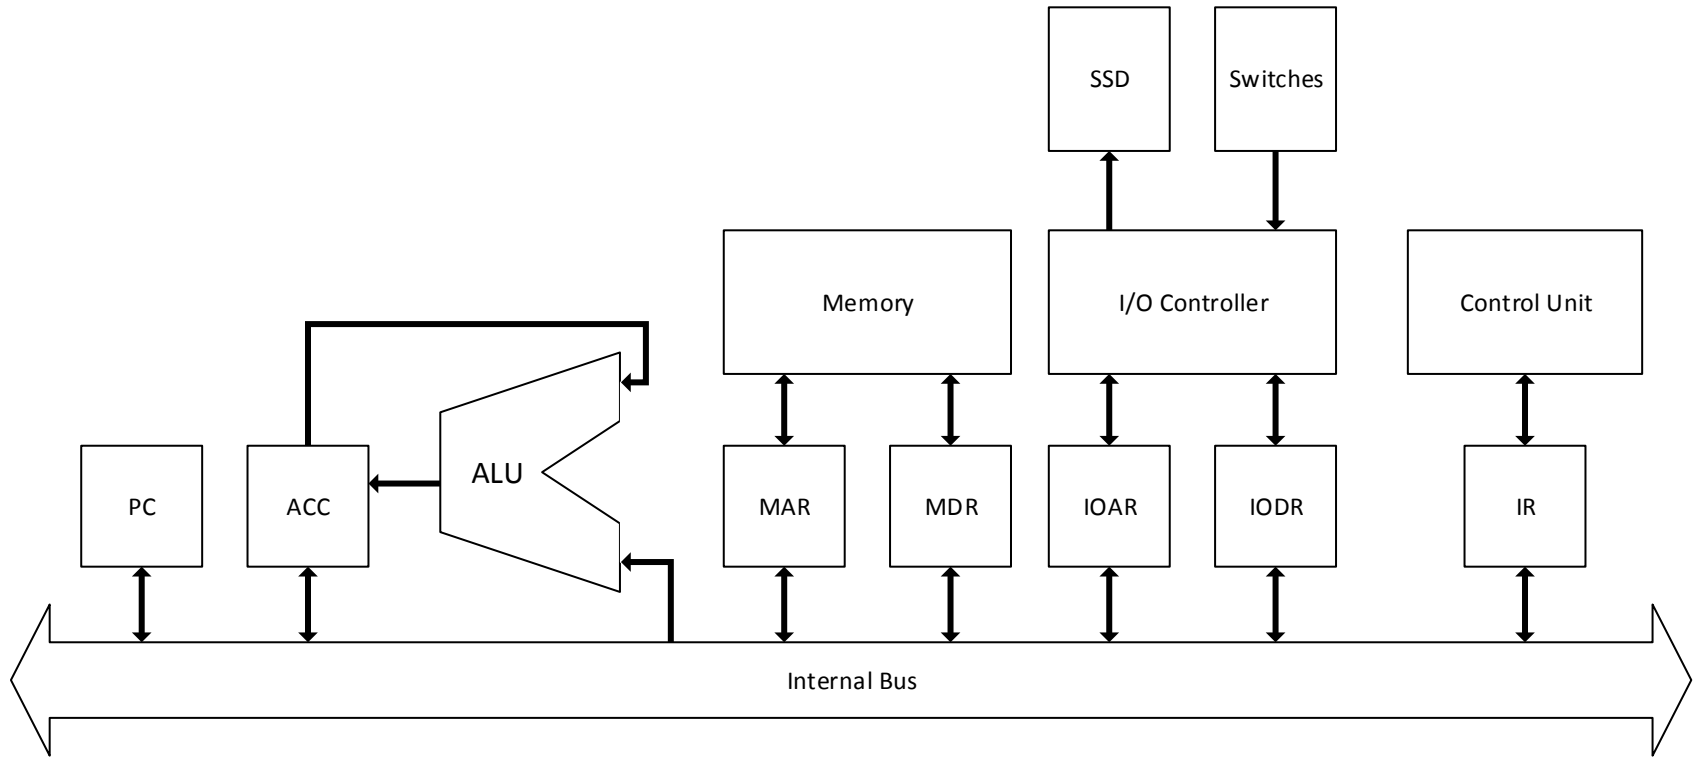 SSD
Switches
Memory
I/O Controller
Control Unit
PC
ACC
ALU
MAR
MDR
IOAR
IODR
IR
Internal Bus